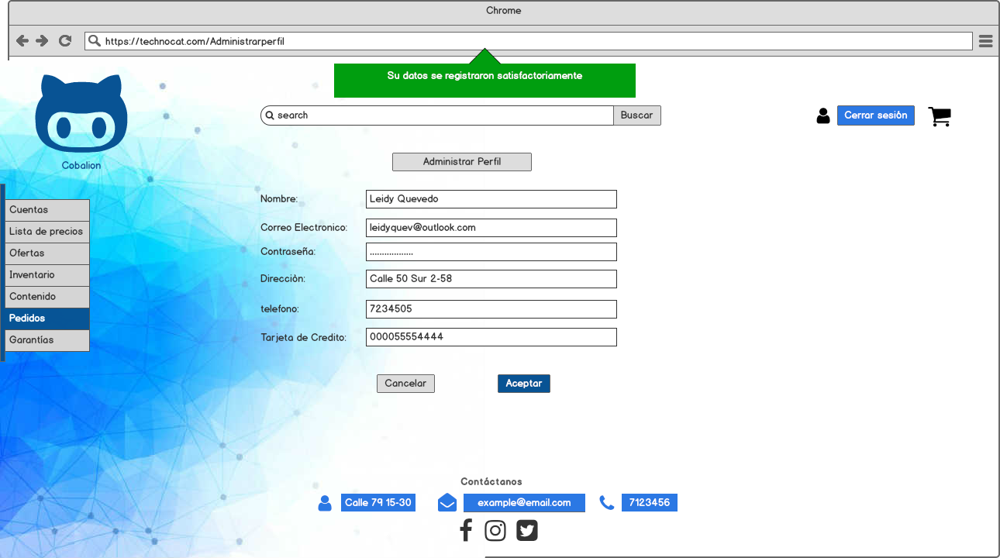 Chrome
https://technocat.com/Administrarperfil
Su datos se registraron satisfactoriamente
search
Buscar
Cerrar sesión
Cobalion
Administrar Perfil
Cuentas
Lista de precios
Ofertas
Inventario
Contenido
Pedidos
Garantías
Nombre: Leidy Quevedo
Correo Electronico: leidyquev@outlook.com
Contraseña: ..................
Direcciòn: Calle 50 Sur 2-58
telefono: 7234505
Tarjeta de Credito: 000055554444
Cancelar
Aceptar
Contáctanos
Calle 79 15-30
example@email.com
7123456